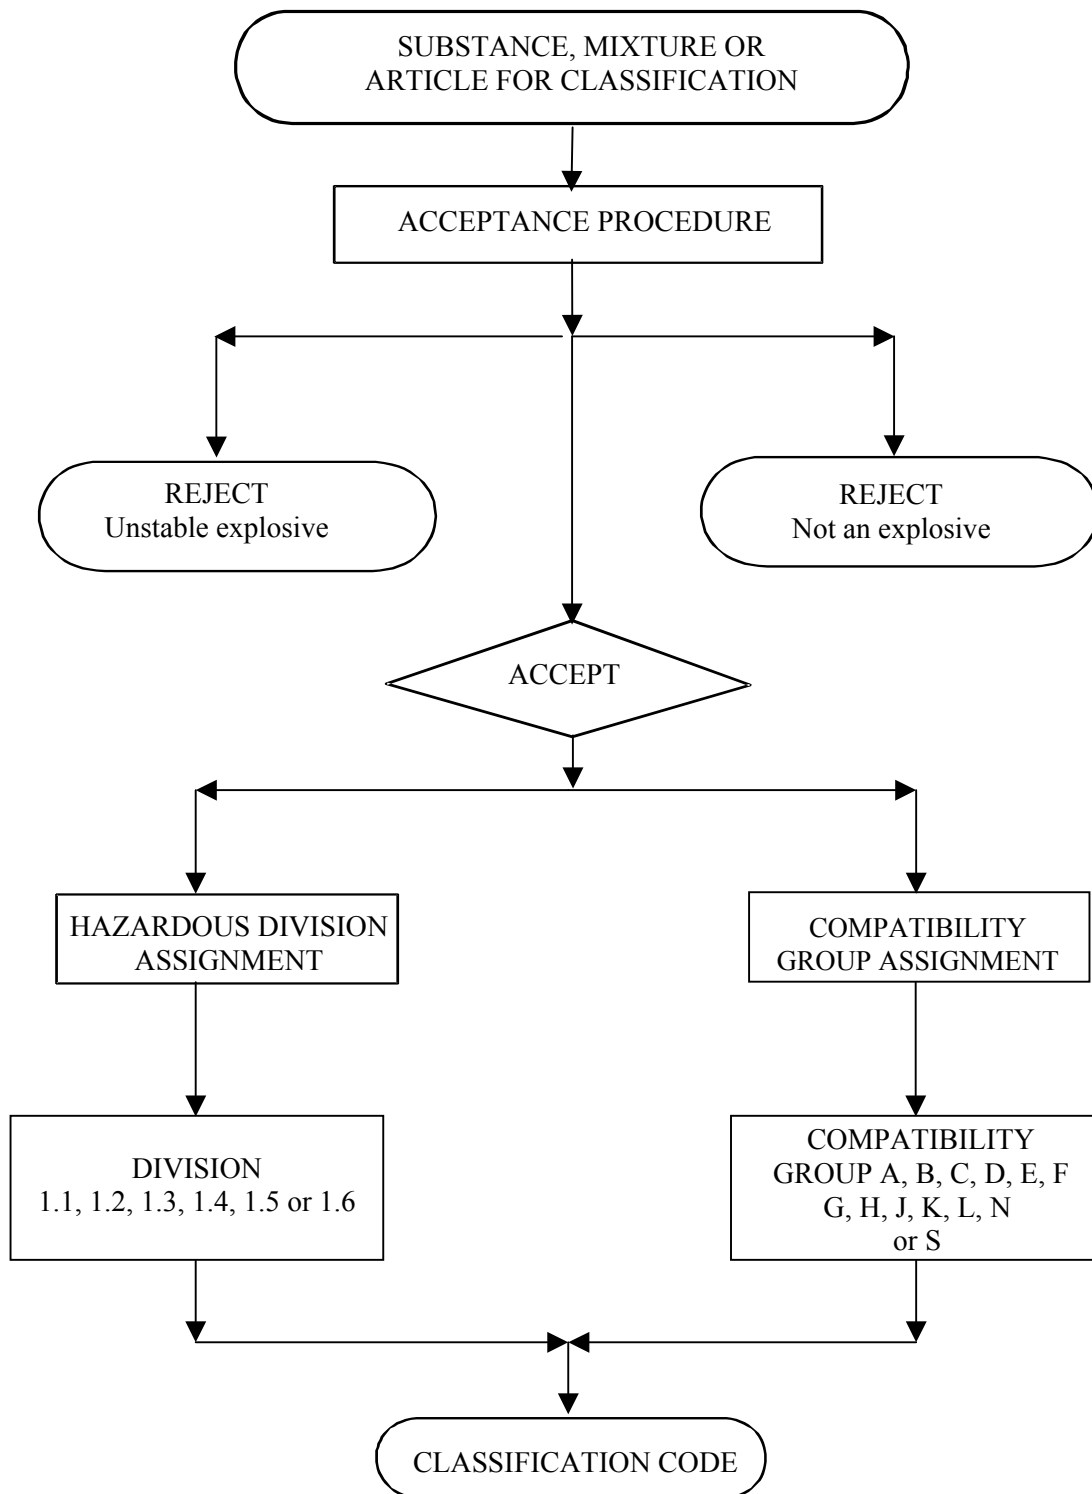 SUBSTANCE, MIXTURE OR
ARTICLE FOR CLASSIFICATION
ACCEPTANCE PROCEDURE
REJECT
Unstable explosive
REJECT
Not an explosive
ACCEPT
HAZARDOUS DIVISION
ASSIGNMENT
COMPATIBILITY
GROUP ASSIGNMENT
DIVISION
1.1, 1.2, 1.3, 1.4, 1.5 or 1.6
COMPATIBILITY
GROUP A, B, C, D, E, F
G, H, J, K, L, N
or S
CLASSIFICATION CODE